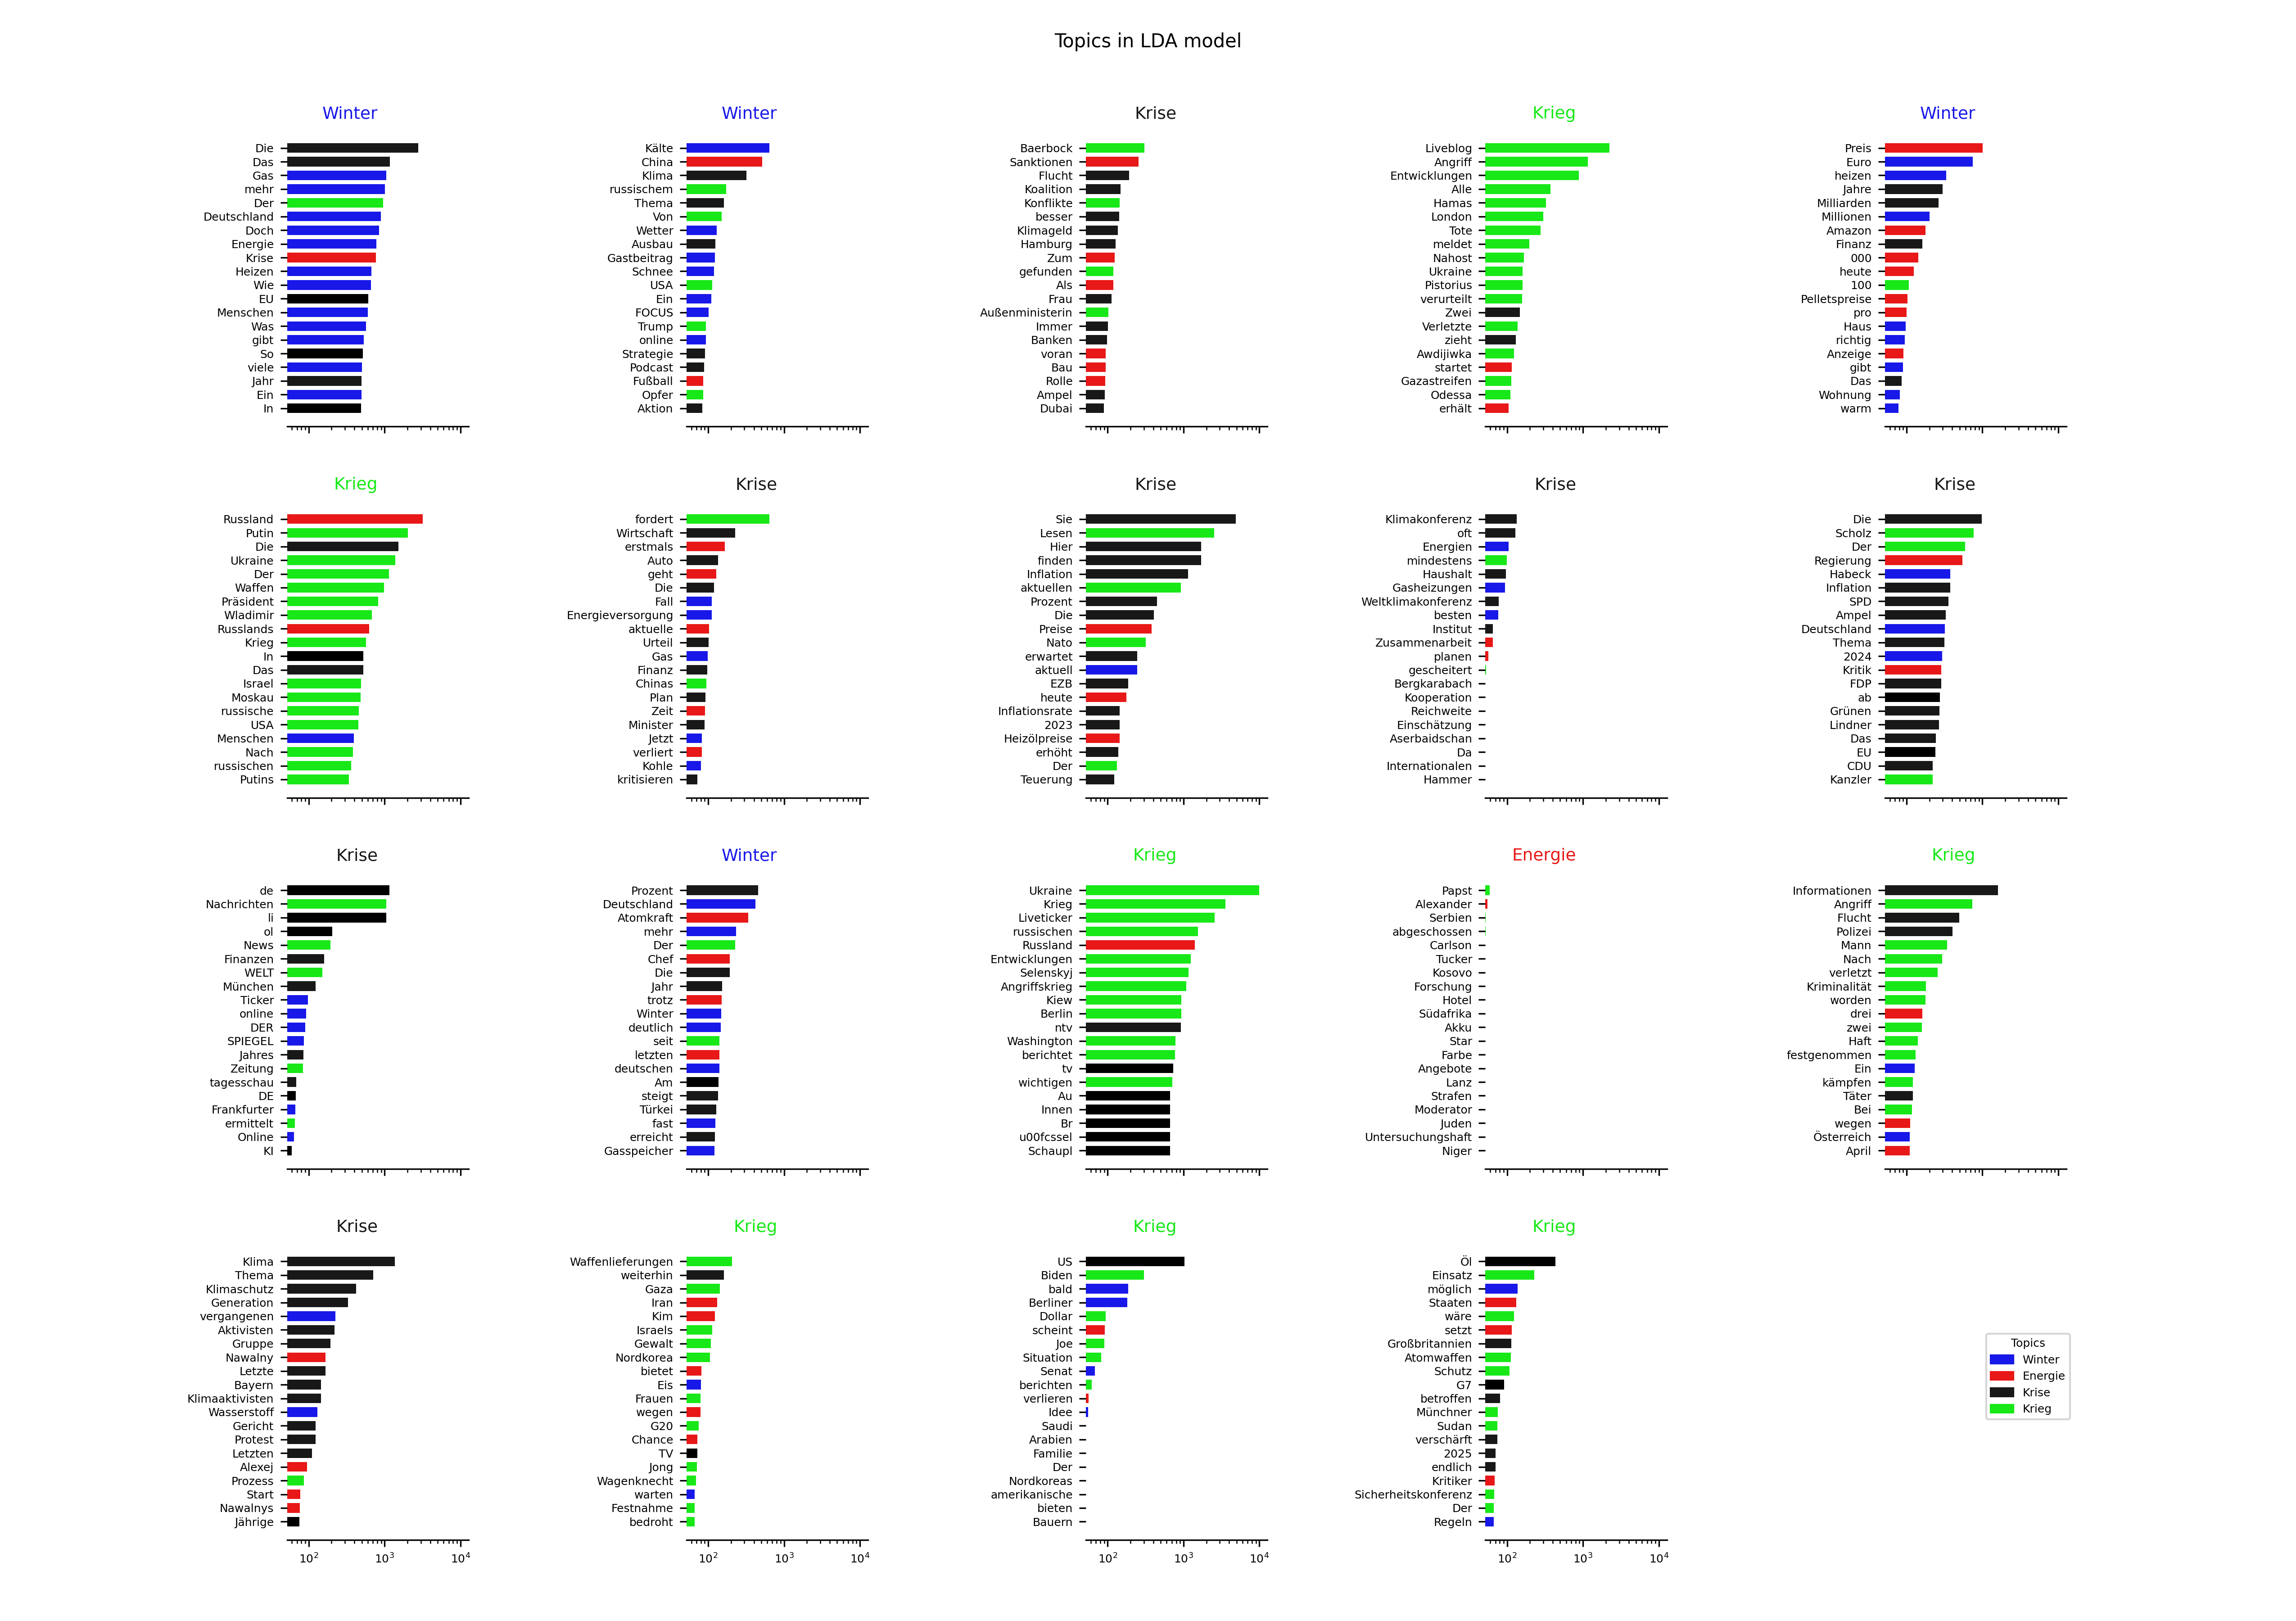 Topics in LDA model
Winter
Die
Das
Gas
mehr
Der
Deutschland
Doch
Energie
Krise
Heizen
Wie
EU
Menschen
Was
gibt
So
viele
Jahr
Ein
In
Winter
Kälte
China
Klima
russischem
Thema
Von
Wetter
Ausbau
Gastbeitrag
Schnee
USA
Ein
FOCUS
Trump
online
Strategie
Podcast
Fußball
Opfer
Aktion
Krise
Baerbock
Sanktionen
Flucht
Koalition
Konflikte
besser
Klimageld
Hamburg
Zum
gefunden
Als
Frau
Außenministerin
Immer
Banken
voran
Bau
Rolle
Ampel
Dubai
Krieg
Liveblog
Angriff
Entwicklungen
Alle
Hamas
London
Tote
meldet
Nahost
Ukraine
Pistorius
verurteilt
Zwei
Verletzte
zieht
Awdijiwka
startet
Gazastreifen
Odessa
erhält
Winter
Preis
Euro
heizen
Jahre
Milliarden
Millionen
Amazon
Finanz
000
heute
100
Pelletspreise
pro
Haus
richtig
Anzeige
gibt
Das
Wohnung
warm
Krieg
Russland
Putin
Die
Ukraine
Der
Waffen
Präsident
Wladimir
Russlands
Krieg
In
Das
Israel
Moskau
russische
USA
Menschen
Nach
russischen
Putins
Krise
fordert
Wirtschaft
erstmals
Auto
geht
Die
Fall
Energieversorgung
aktuelle
Urteil
Gas
Finanz
Chinas
Plan
Zeit
Minister
Jetzt
verliert
Kohle
kritisieren
Krise
Sie
Lesen
Hier
finden
Inflation
aktuellen
Prozent
Die
Preise
Nato
erwartet
aktuell
EZB
heute
Inflationsrate
2023
Heizölpreise
erhöht
Der
Teuerung
Krise
Klimakonferenz
oft
Energien
mindestens
Haushalt
Gasheizungen
Weltklimakonferenz
besten
Institut
Zusammenarbeit
planen
gescheitert
Bergkarabach
Kooperation
Reichweite
Einschätzung
Aserbaidschan
Da
Internationalen
Hammer
Krise
Die
Scholz
Der
Regierung
Habeck
Inflation
SPD
Ampel
Deutschland
Thema
2024
Kritik
FDP
ab
Grünen
Lindner
Das
EU
CDU
Kanzler
Krise
de
Nachrichten
li
ol
News
Finanzen
WELT
München
Ticker
online
DER
SPIEGEL
Jahres
Zeitung
tagesschau
DE
Frankfurter
ermittelt
Online
KI
Winter
Prozent
Deutschland
Atomkraft
mehr
Der
Chef
Die
Jahr
trotz
Winter
deutlich
seit
letzten
deutschen
Am
steigt
Türkei
fast
erreicht
Gasspeicher
Krieg
Ukraine
Krieg
Liveticker
russischen
Russland
Entwicklungen
Selenskyj
Angriffskrieg
Kiew
Berlin
ntv
Washington
berichtet
tv
wichtigen
Au
Innen
Br
u00fcssel
Schaupl
Energie
Papst
Alexander
Serbien
abgeschossen
Carlson
Tucker
Kosovo
Forschung
Hotel
Südafrika
Akku
Star
Farbe
Angebote
Lanz
Strafen
Moderator
Juden
Untersuchungshaft
Niger
Krieg
Informationen
Angriff
Flucht
Polizei
Mann
Nach
verletzt
Kriminalität
worden
drei
zwei
Haft
festgenommen
Ein
kämpfen
Täter
Bei
wegen
Österreich
April
Krise
Klima
Thema
Klimaschutz
Generation
vergangenen
Aktivisten
Gruppe
Nawalny
Letzte
Bayern
Klimaaktivisten
Wasserstoff
Gericht
Protest
Letzten
Alexej
Prozess
Start
Nawalnys
Jährige
10² 10³ 10⁴
Krieg
Waffenlieferungen
weiterhin
Gaza
Iran
Kim
Israels
Gewalt
Nordkorea
bietet
Eis
Frauen
wegen
G20
Chance
TV
Jong
Wagenknecht
warten
Festnahme
bedroht
10² 10³ 10⁴
Krieg
US
Biden
bald
Berliner
Dollar
scheint
Joe
Situation
Senat
berichten
verlieren
Idee
Saudi
Arabien
Familie
Der
Nordkoreas
amerikanische
bieten
Bauern
10² 10³ 10⁴
Krieg
Öl
Einsatz
möglich
Staaten
wäre
setzt
Großbritannien
Atomwaffen
Schutz
G7
betroffen
Münchner
Sudan
verschärft
2025
endlich
Kritiker
Sicherheitskonferenz
Der
Regeln
10² 10³ 10⁴
Topics
Winter
Energie
Krise
Krieg